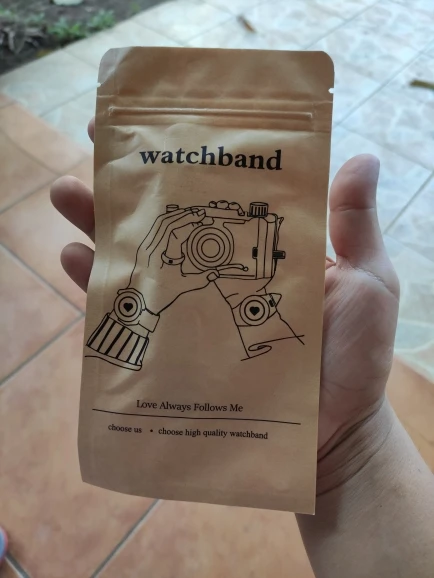 watchband
Love Always Follows Me
choose us • choose high quality watchband